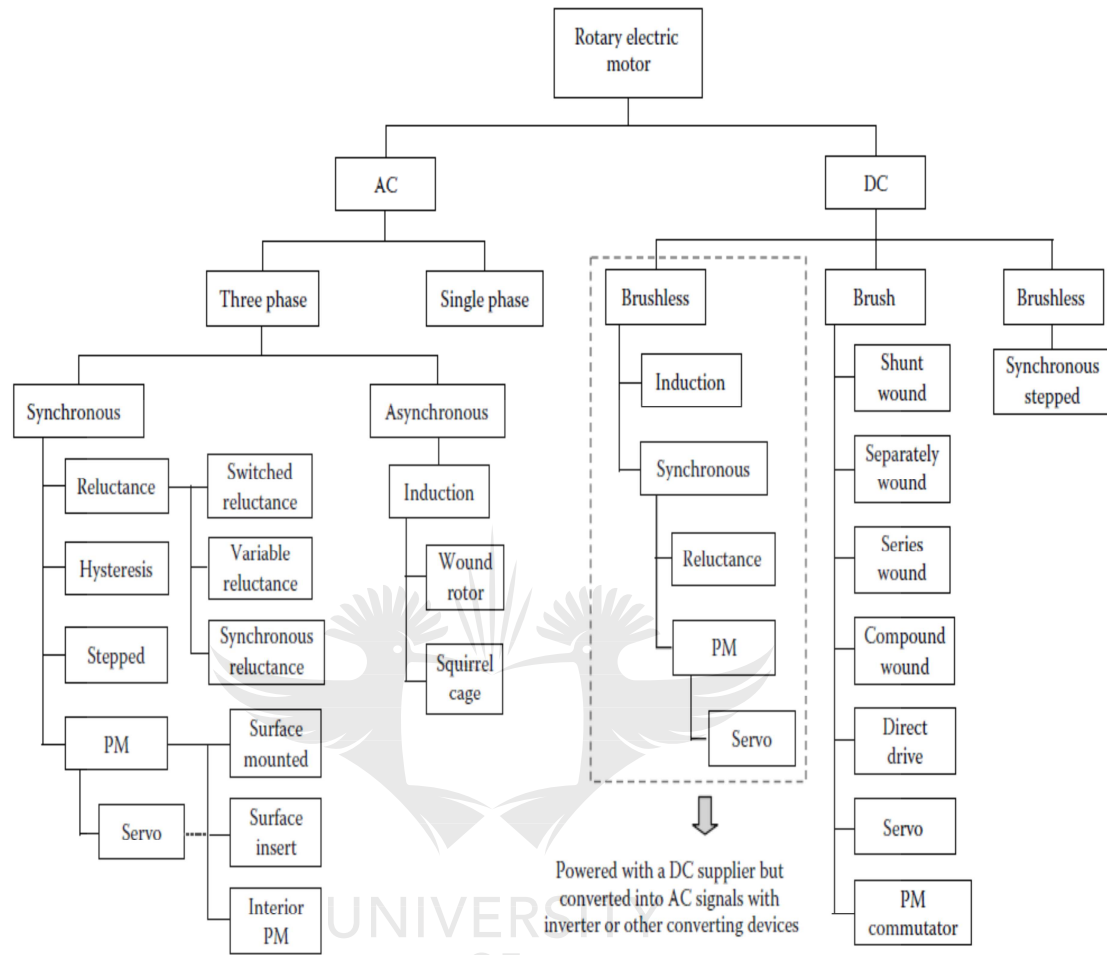 Rotary electric
motor
AC
DC
Three phase
Single phase
Brushless
Brush
Brushless
Synchronous
Asynchronous
Induction
Shunt
wound
Synchronous
stepped
Reluctance
Switched
reluctance
Induction
Synchronous
Separately
wound
Hysteresis
Variable
reluctance
Wound
rotor
Reluctance
Series
wound
Stepped
Synchronous
reluctance
Squirrel
cage
PM
Compound
wound
PM
Surface
mounted
Servo
Direct
drive
Servo
Surface
insert
Servo
Interior
PM
Powered with a DC supplier but
converted into AC signals with
inverter or other converting devices
PM
commutator
UNIVERSITY